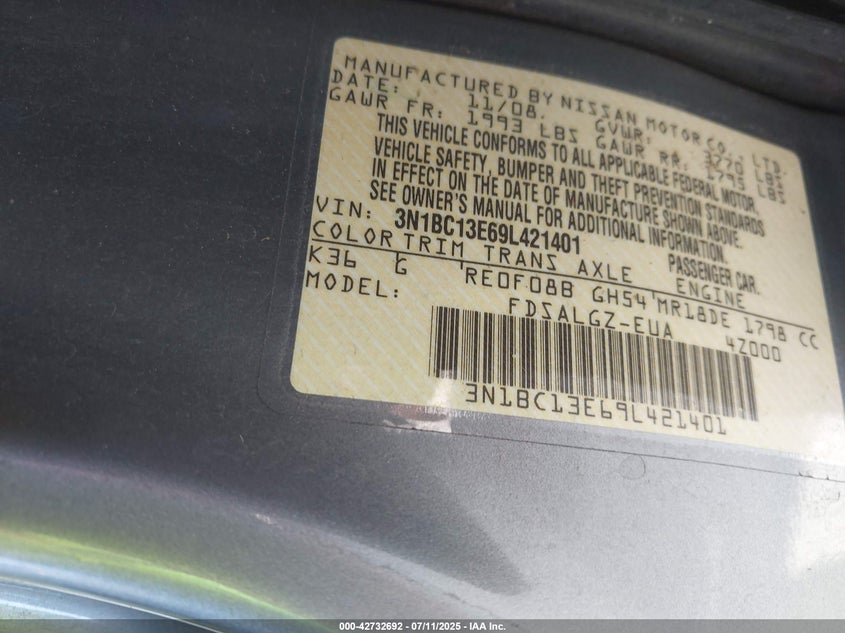 MANUFACTURED BY NISSAN MOTOR CO., LTD.
DATE: 11/08. GVWR: 3770 LBS
GAWR FR: 1993 LBS GAWR RR: 1795 LBS
THIS VEHICLE CONFORMS TO ALL APPLICABLE FEDERAL MOTOR
VEHICLE SAFETY, BUMPER AND THEFT PREVENTION STANDARDS
IN EFFECT ON THE DATE OF MANUFACTURE SHOWN ABOVE.
SEE OWNER'S MANUAL FOR ADDITIONAL INFORMATION.
VIN: 3N1BC13E69L421401 PASSENGER CAR.
COLOR TRIM TRANS AXLE ENGINE
K36 G RE0F08B GH54 MR18DE 1798 CC
MODEL: FDSALGZ-EUA 4Z000
3N1BC13E69L421401
000-42732692 - 07/11/2025 - IAA Inc.